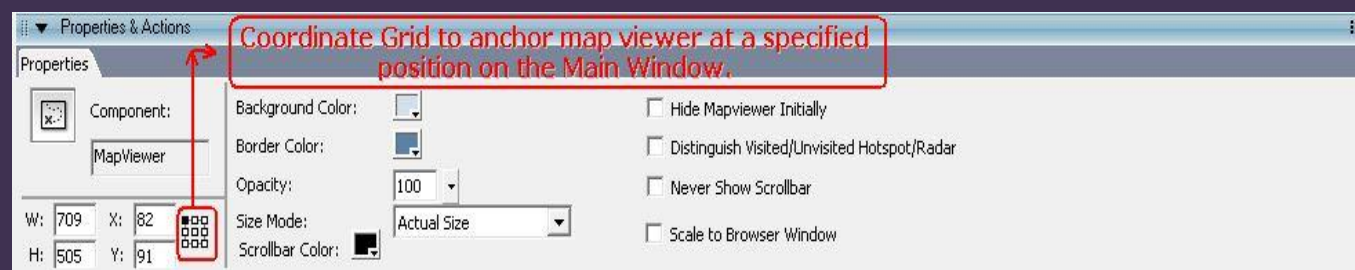 Properties & Actions
Coordinate Grid to anchor map viewer at a specified
position on the Main Window.
Properties
Component:
MapViewer
W: 709 X: 82
H: 505 Y: 91
Background Color:
Border Color:
Opacity: 100
Size Mode: Actual Size
Scrollbar Color:
Hide Mapviewer Initially
Distinguish Visited/Unvisited Hotspot/Radar
Never Show Scrollbar
Scale to Browser Window